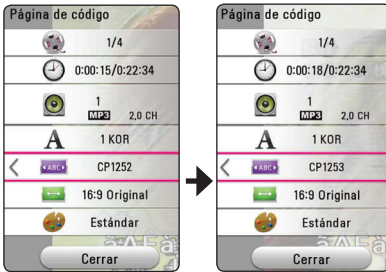 Página de código
1/4
0:00:15/0:22:34
1
MP3 2,0 CH
A 1 KOR
ABC CP1252
16:9 Original
Estándar
Cerrar
Página de código
1/4
0:00:18/0:22:34
1
MP3 2,0 CH
A 1 KOR
ABC CP1253
16:9 Original
Estándar
Cerrar